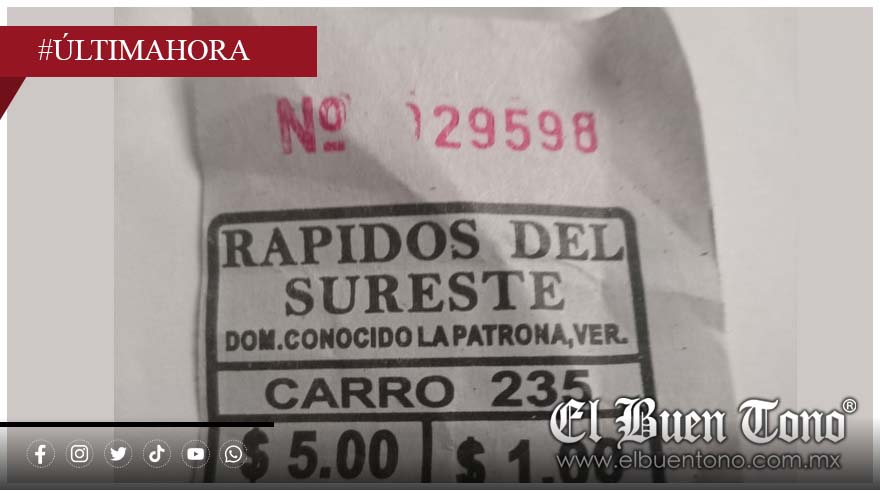 #ÚLTIMAHORA
Nº 129598
RAPIDOS DEL
SURESTE
DOM.CONOCIDO LA PATRONA, VER.
CARRO 235
$ 5.00
El Buen Tono®
www.elbuentono.com.mx